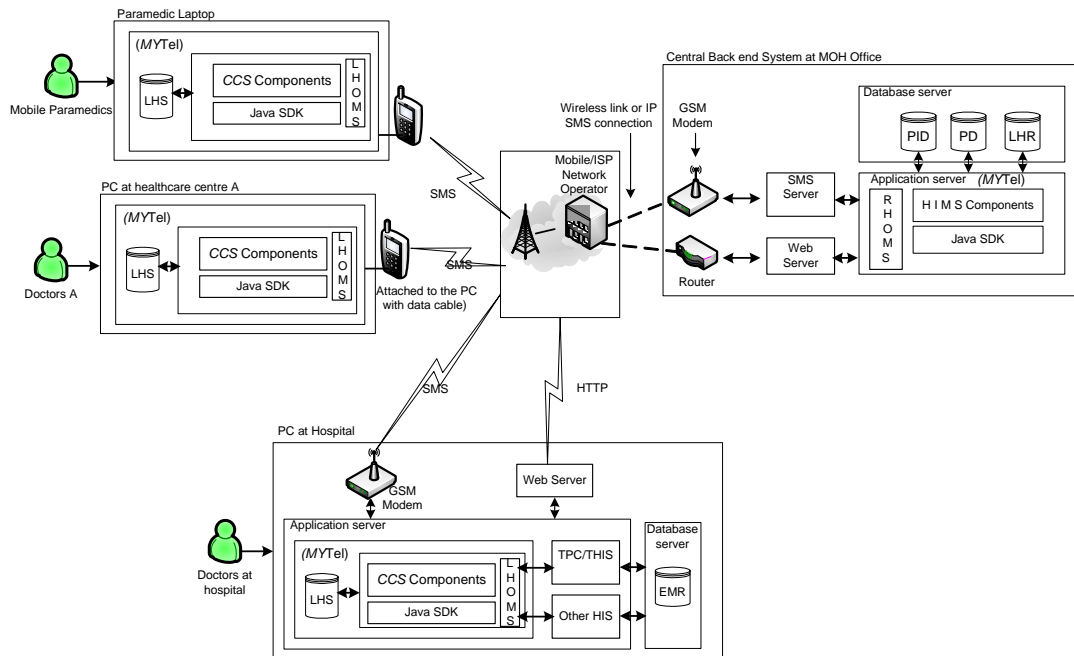 Paramedic Laptop
(MYTel)
LHS
CCS Components
Java SDK
L
H
O
M
S
Mobile Paramedics
SMS
PC at healthcare centre A
(MYTel)
LHS
CCS Components
Java SDK
L
H
O
M
S
Doctors A
Attached to the PC
with data cable)
SMS
Mobile/ISP
Network
Operator
Wireless link or IP
SMS connection
GSM
Modem
Router
Central Back end System at MOH Office
Database server
PID
PD
LHR
SMS
Server
Web
Server
Application server
(MYTel)
R
H
O
M
S
H I M S Components
Java SDK
SMS
HTTP
PC at Hospital
GSM
Modem
Web Server
Doctors at
hospital
Application server
(MYTel)
LHS
CCS Components
Java SDK
L
H
O
M
S
TPC/THIS
Other HIS
Database
server
EMR